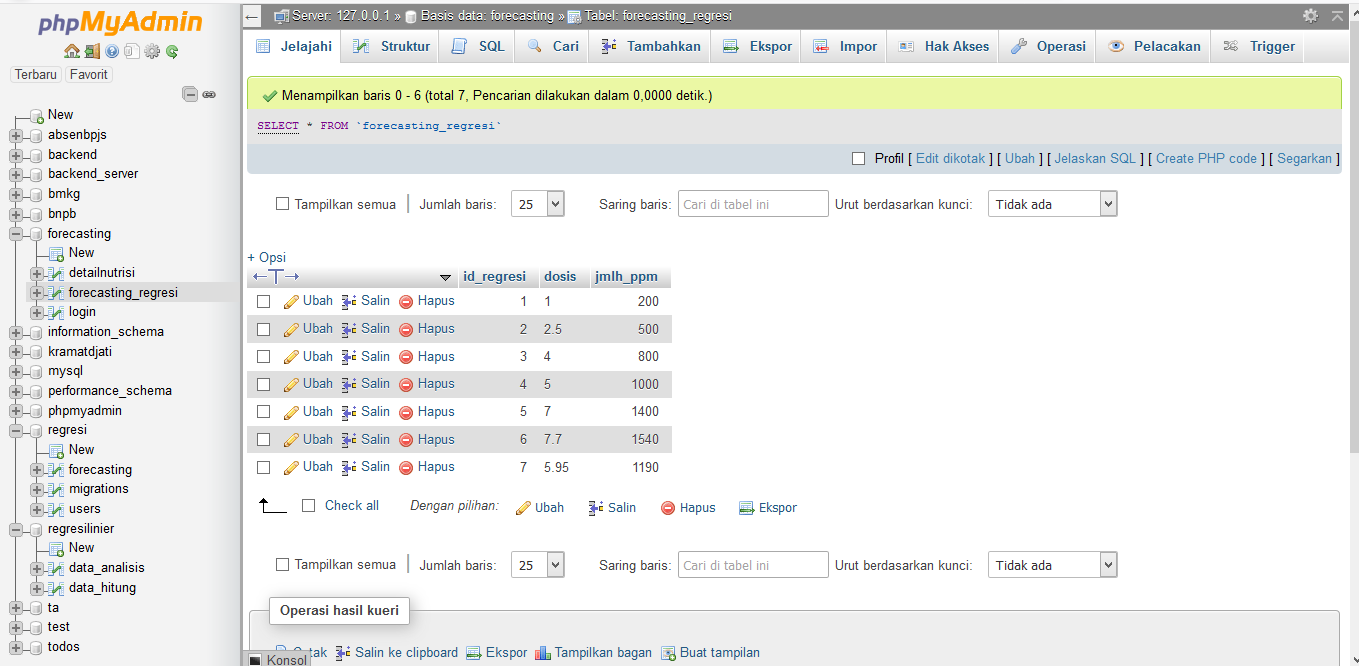 phpMyAdmin
Terbaru Favorit
New
absenbpjs
backend
backend_server
bmkg
bnpb
forecasting
New
detailnutrisi
forecasting_regresi
login
information_schema
kramatdjati
mysql
performance_schema
phpmyadmin
regresi
New
forecasting
migrations
users
regresilinier
New
data_analisis
data_hitung
ta
test
todos
← Server: 127.0.0.1 » Basis data: forecasting » Tabel: forecasting_regresi
Jelajahi Struktur SQL Cari Tambahkan Ekspor Impor Hak Akses Operasi Pelacakan Trigger
Menampilkan baris 0 - 6 (total 7, Pencarian dilakukan dalam 0,0000 detik.)
SELECT * FROM `forecasting_regresi`
Profil [ Edit dikotak ] [ Ubah ] [ Jelaskan SQL ] [ Create PHP code ] [ Segarkan ]
Tampilkan semua | Jumlah baris: 25 Saring baris: Cari di tabel ini Urut berdasarkan kunci: Tidak ada
+ Opsi
←T→ id_regresi dosis jmlh_ppm
Ubah Salin Hapus 1 1 200
Ubah Salin Hapus 2 2.5 500
Ubah Salin Hapus 3 4 800
Ubah Salin Hapus 4 5 1000
Ubah Salin Hapus 5 7 1400
Ubah Salin Hapus 6 7.7 1540
Ubah Salin Hapus 7 5.95 1190
Check all Dengan pilihan: Ubah Salin Hapus Ekspor
Tampilkan semua | Jumlah baris: 25 Saring baris: Cari di tabel ini Urut berdasarkan kunci: Tidak ada
Operasi hasil kueri
Salin ke clipboard Ekspor Tampilkan bagan Buat tampilan
Konsol